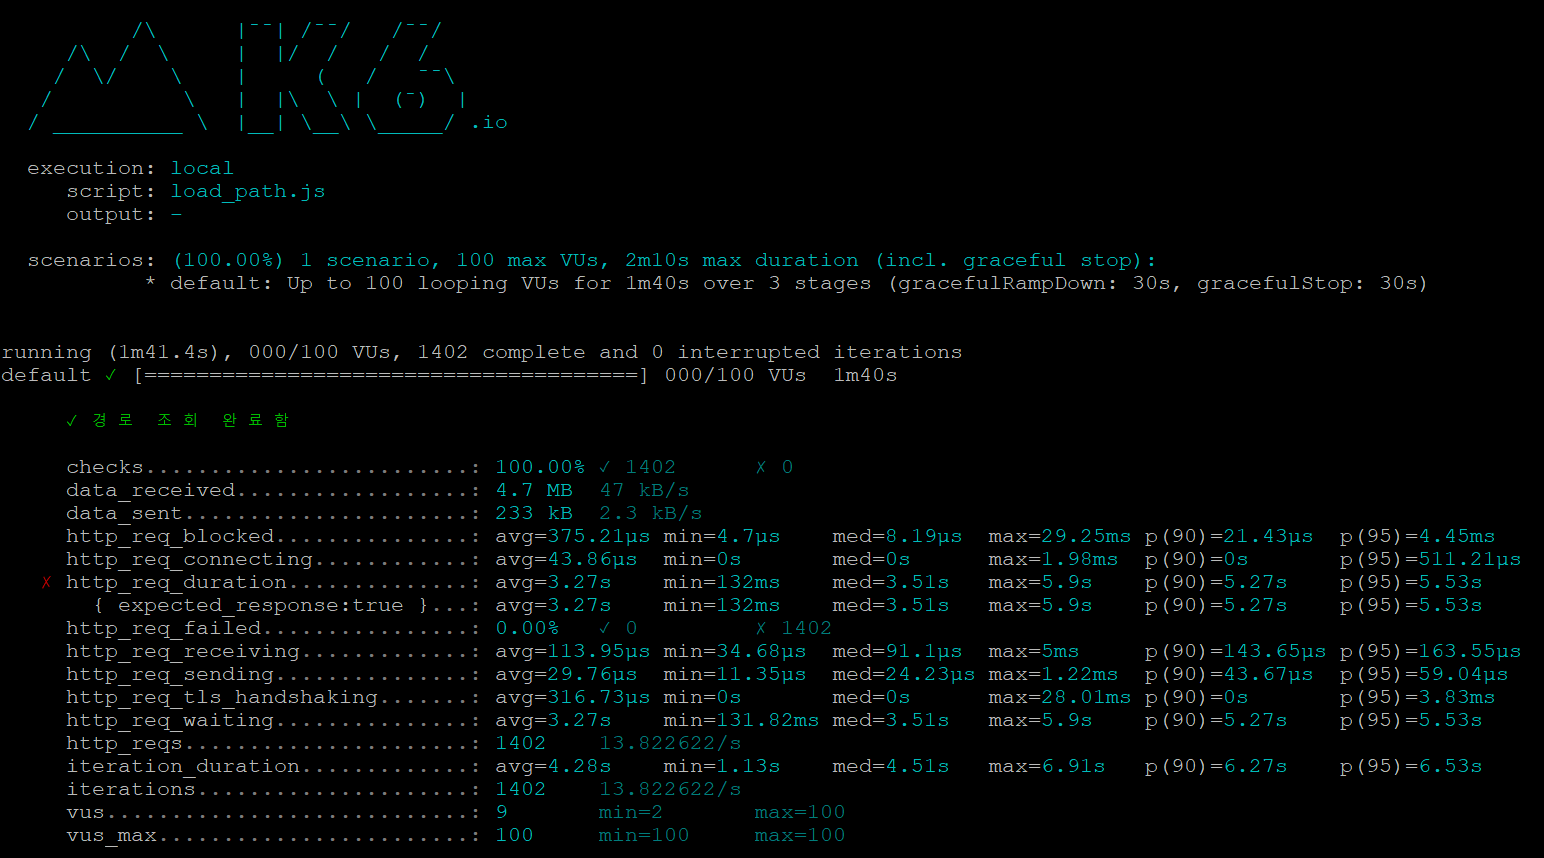 /\      |‾‾| /‾‾/   /‾‾/
     /\  /  \     |  |/  /   /  /
    /  \/    \    |     (   /   ‾‾\
   /          \   |  |\  \ |  (‾)  |
  / __________ \  |__| \__\ \_____/ .io
  execution: local
     script: load_path.js
     output: -
  scenarios: (100.00%) 1 scenario, 100 max VUs, 2m10s max duration (incl. graceful stop):
           * default: Up to 100 looping VUs for 1m40s over 3 stages (gracefulRampDown: 30s, gracefulStop: 30s)
running (1m41.4s), 000/100 VUs, 1402 complete and 0 interrupted iterations
default ✓ [======================================] 000/100 VUs  1m40s
     ✓ 경로 조회 완료함
     checks.........................: 100.00% ✓ 1402      ✗ 0
     data_received..................: 4.7 MB  47 kB/s
     data_sent......................: 233 kB  2.3 kB/s
     http_req_blocked...............: avg=375.21µs min=4.7µs    med=8.19µs  max=29.25ms p(90)=21.43µs  p(95)=4.45ms
     http_req_connecting............: avg=43.86µs  min=0s       med=0s      max=1.98ms  p(90)=0s       p(95)=511.21µs
   ✗ http_req_duration..............: avg=3.27s    min=132ms    med=3.51s   max=5.9s    p(90)=5.27s    p(95)=5.53s
       { expected_response:true }...: avg=3.27s    min=132ms    med=3.51s   max=5.9s    p(90)=5.27s    p(95)=5.53s
     http_req_failed................: 0.00%   ✓ 0         ✗ 1402
     http_req_receiving.............: avg=113.95µs min=34.68µs  med=91.1µs  max=5ms     p(90)=143.65µs p(95)=163.55µs
     http_req_sending...............: avg=29.76µs  min=11.35µs  med=24.23µs max=1.22ms  p(90)=43.67µs  p(95)=59.04µs
     http_req_tls_handshaking.......: avg=316.73µs min=0s       med=0s      max=28.01ms p(90)=0s       p(95)=3.83ms
     http_req_waiting...............: avg=3.27s    min=131.82ms med=3.51s   max=5.9s    p(90)=5.27s    p(95)=5.53s
     http_reqs......................: 1402    13.822622/s
     iteration_duration.............: avg=4.28s    min=1.13s    med=4.51s   max=6.91s   p(90)=6.27s    p(95)=6.53s
     iterations.....................: 1402    13.822622/s
     vus............................: 9       min=2       max=100
     vus_max........................: 100     min=100     max=100